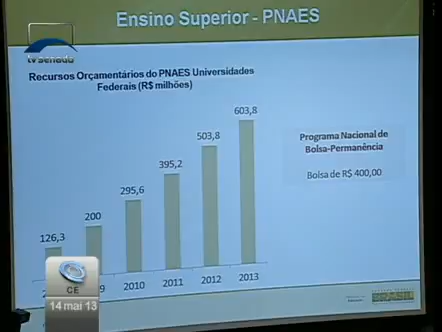 Ensino Superior - PNAES
tv senado
Recursos Orçamentários do PNAES Universidades
Federais (R$ milhões)
603,8
503,8
395,2
295,6
200
126,3
Programa Nacional de
Bolsa-Permanência
Bolsa de R$ 400,00
2010 2011 2012 2013
CE
14 mai 13
BRASIL